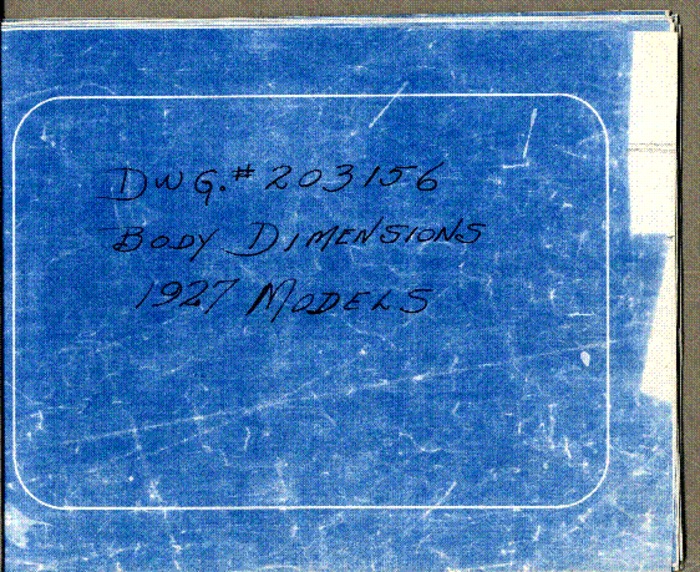 DWG.# 203156
BODY DIMENSIONS
1927 MODELS